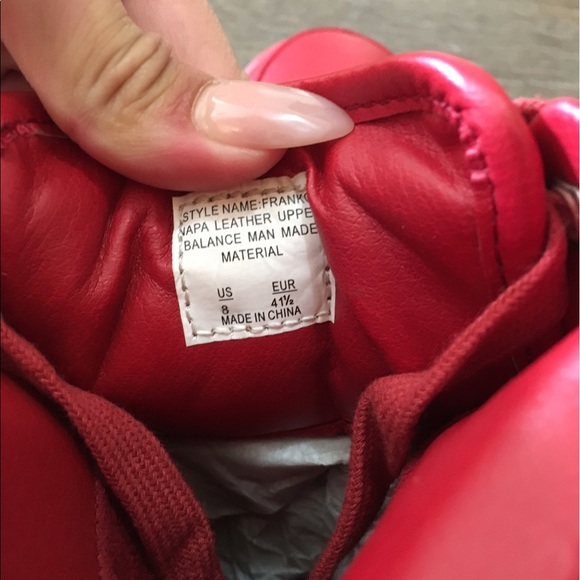 STYLE NAME:FRANKO
NAPA LEATHER UPPE
BALANCE MAN MADE
MATERIAL
US EUR
8 41½
MADE IN CHINA